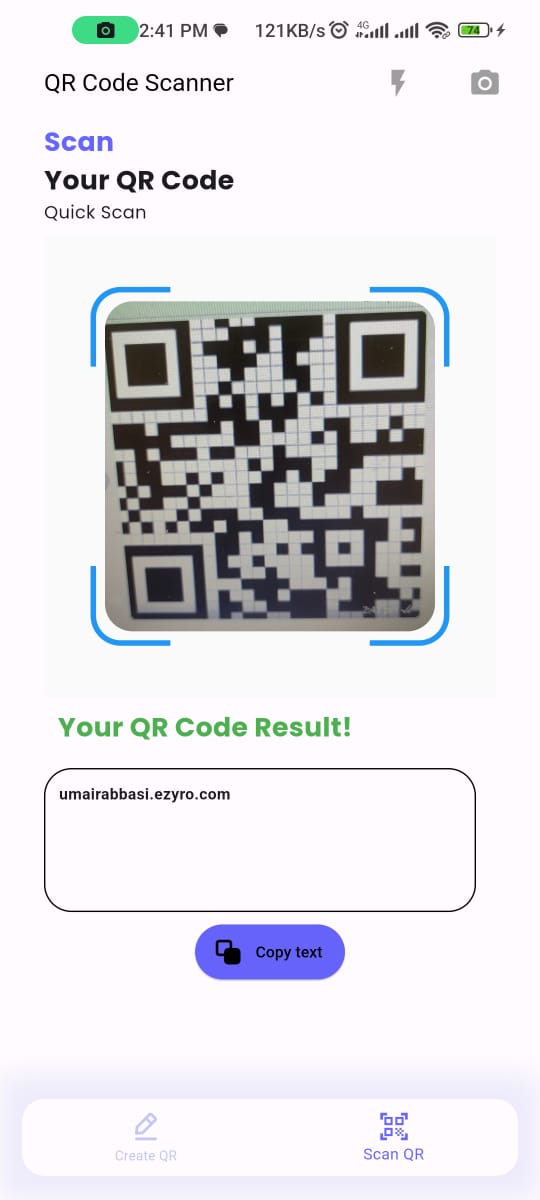 2:41 PM
121KB/s
4G
74
QR Code Scanner
Scan
Your QR Code
Quick Scan
Your QR Code Result!
umairabbasi.ezyro.com
Copy text
Create QR
Scan QR